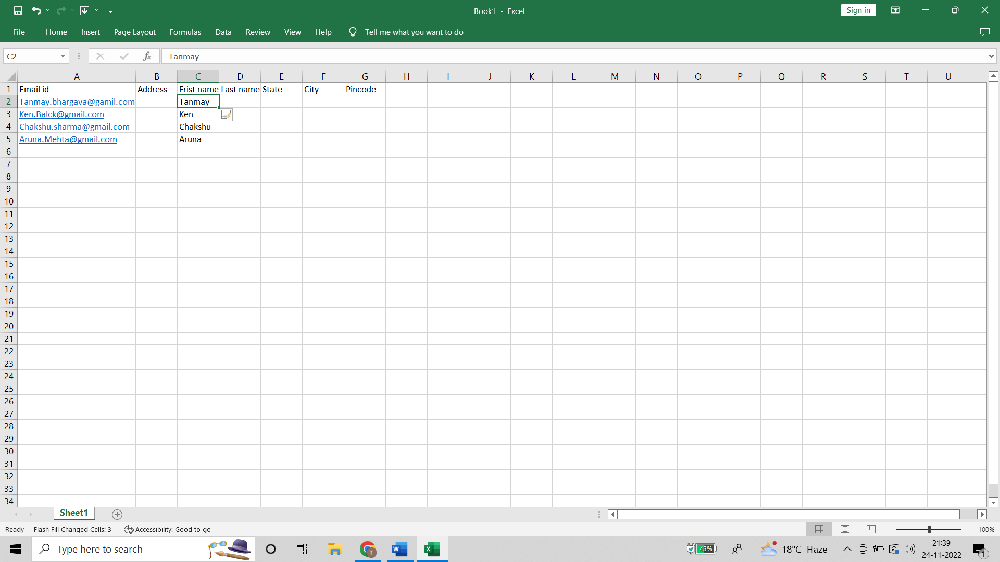 Book1 - Excel
Sign in
File Home Insert Page Layout Formulas Data Review View Help Tell me what you want to do
C2 fx Tanmay
A B C D E F G H I J K L M N O P Q R S T U
1 Email id Address Frist name Last name State City Pincode
2 Tanmay.bhargava@gamil.com Tanmay
3 Ken.Balck@gmail.com Ken
4 Chakshu.sharma@gmail.com Chakshu
5 Aruna.Mehta@gmail.com Aruna
6
7
8
9
10
11
12
13
14
15
16
17
18
19
20
21
22
23
24
25
26
27
28
29
30
31
32
33
34
Sheet1
Ready Flash Fill Changed Cells: 3 Accessibility: Good to go 100%
Type here to search T W X 43% 18°C Haze 21:39
24-11-2022 1